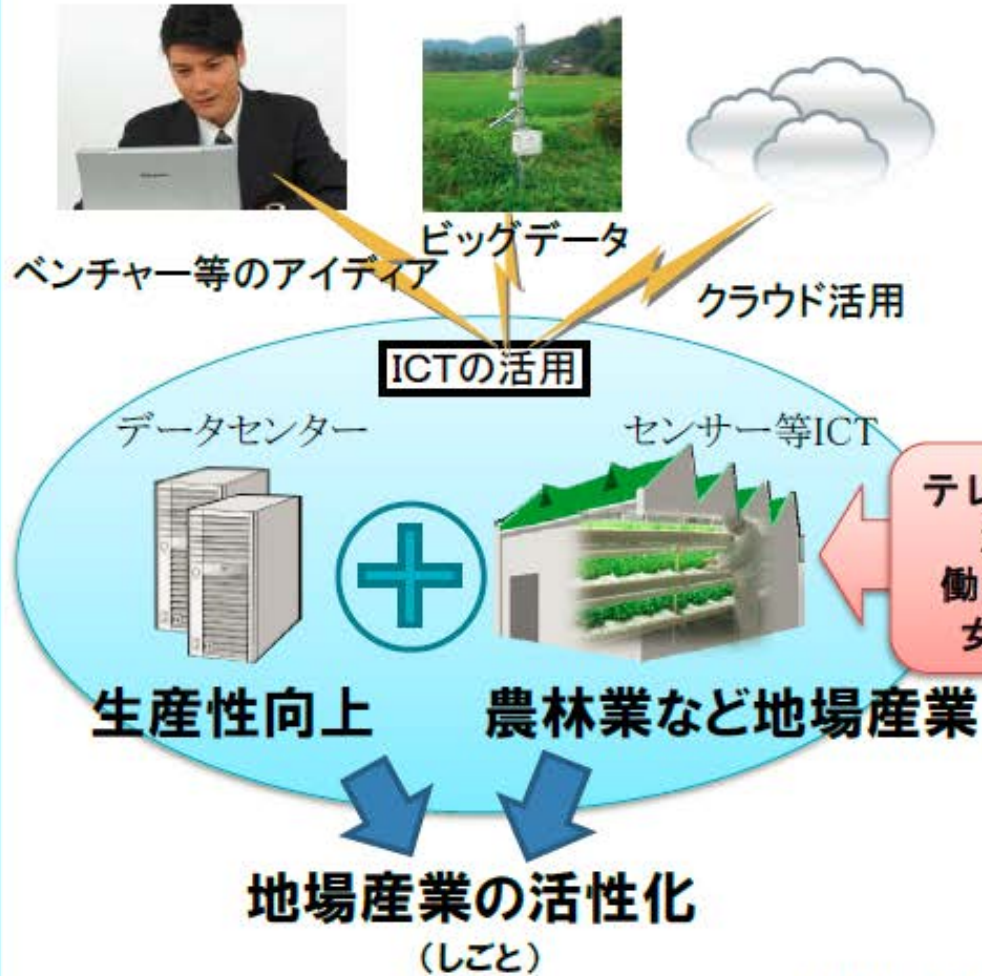 ビッグデータ
ベンチャー等のアイディア
クラウド活用
ICTの活用
データセンター
センサー等ICT
テレ
働
生産性向上
農林業など地場産業
地場産業の活性化
(しごと)